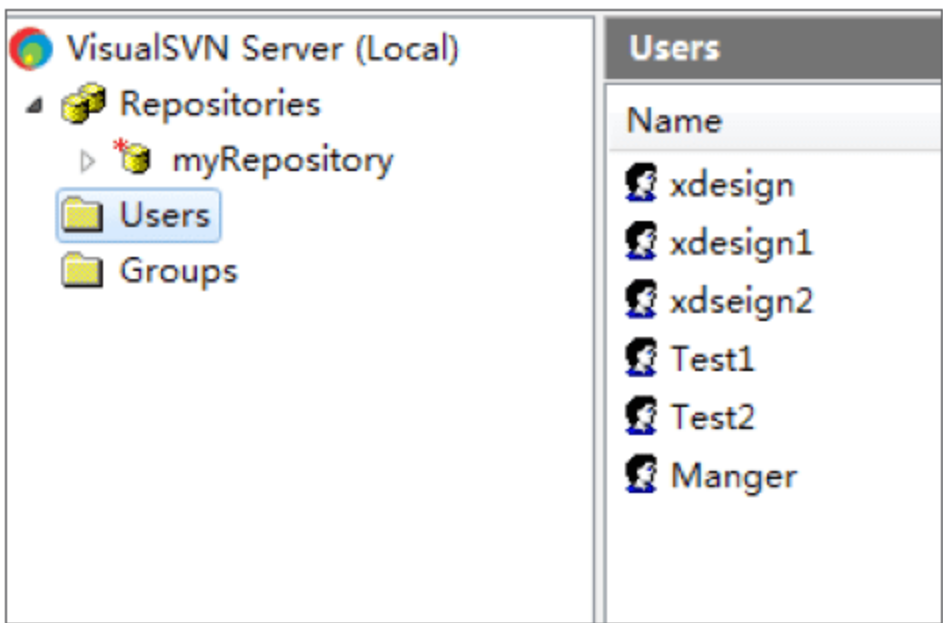 VisualSVN Server (Local)
Repositories
myRepository
Users
Groups
Users
Name
xdesign
xdesign1
xdseign2
Test1
Test2
Manger